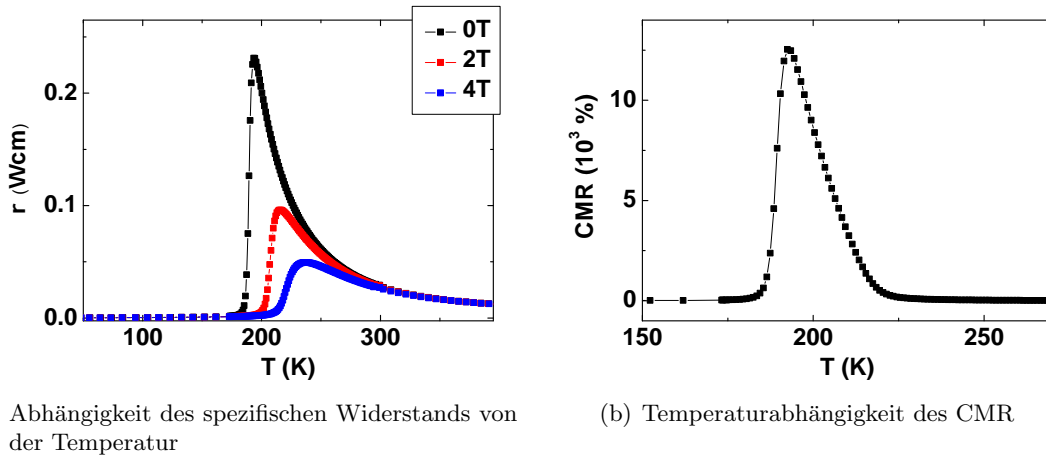 0T
2T
4T
r (Wcm)
0.2
0.1
0.0
100
200
300
T (K)
CMR (10³ %)
10
5
0
150
200
250
T (K)
Abhängigkeit des spezifischen Widerstands von
der Temperatur
(b) Temperaturabhängigkeit des CMR